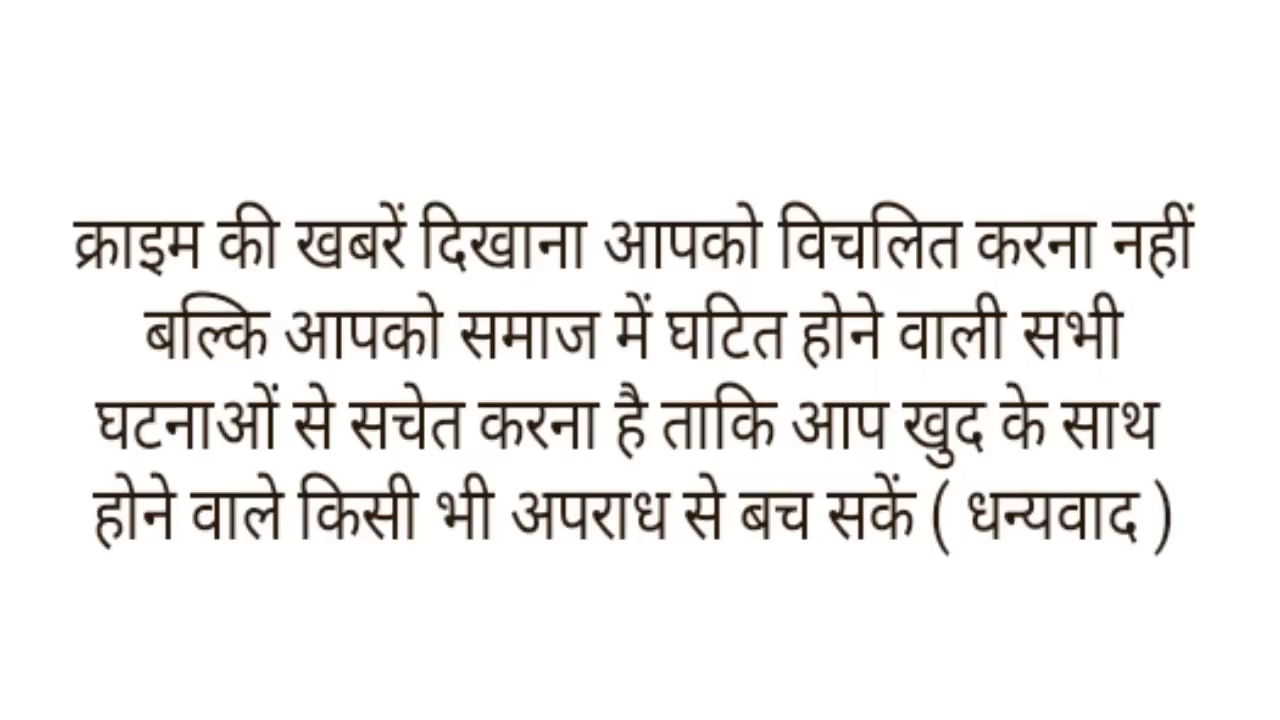 क्राइम की खबरें दिखाना आपको विचलित करना नहीं
बल्कि आपको समाज में घटित होने वाली सभी
घटनाओं से सचेत करना है ताकि आप खुद के साथ
होने वाले किसी भी अपराध से बच सकें ( धन्यवाद )